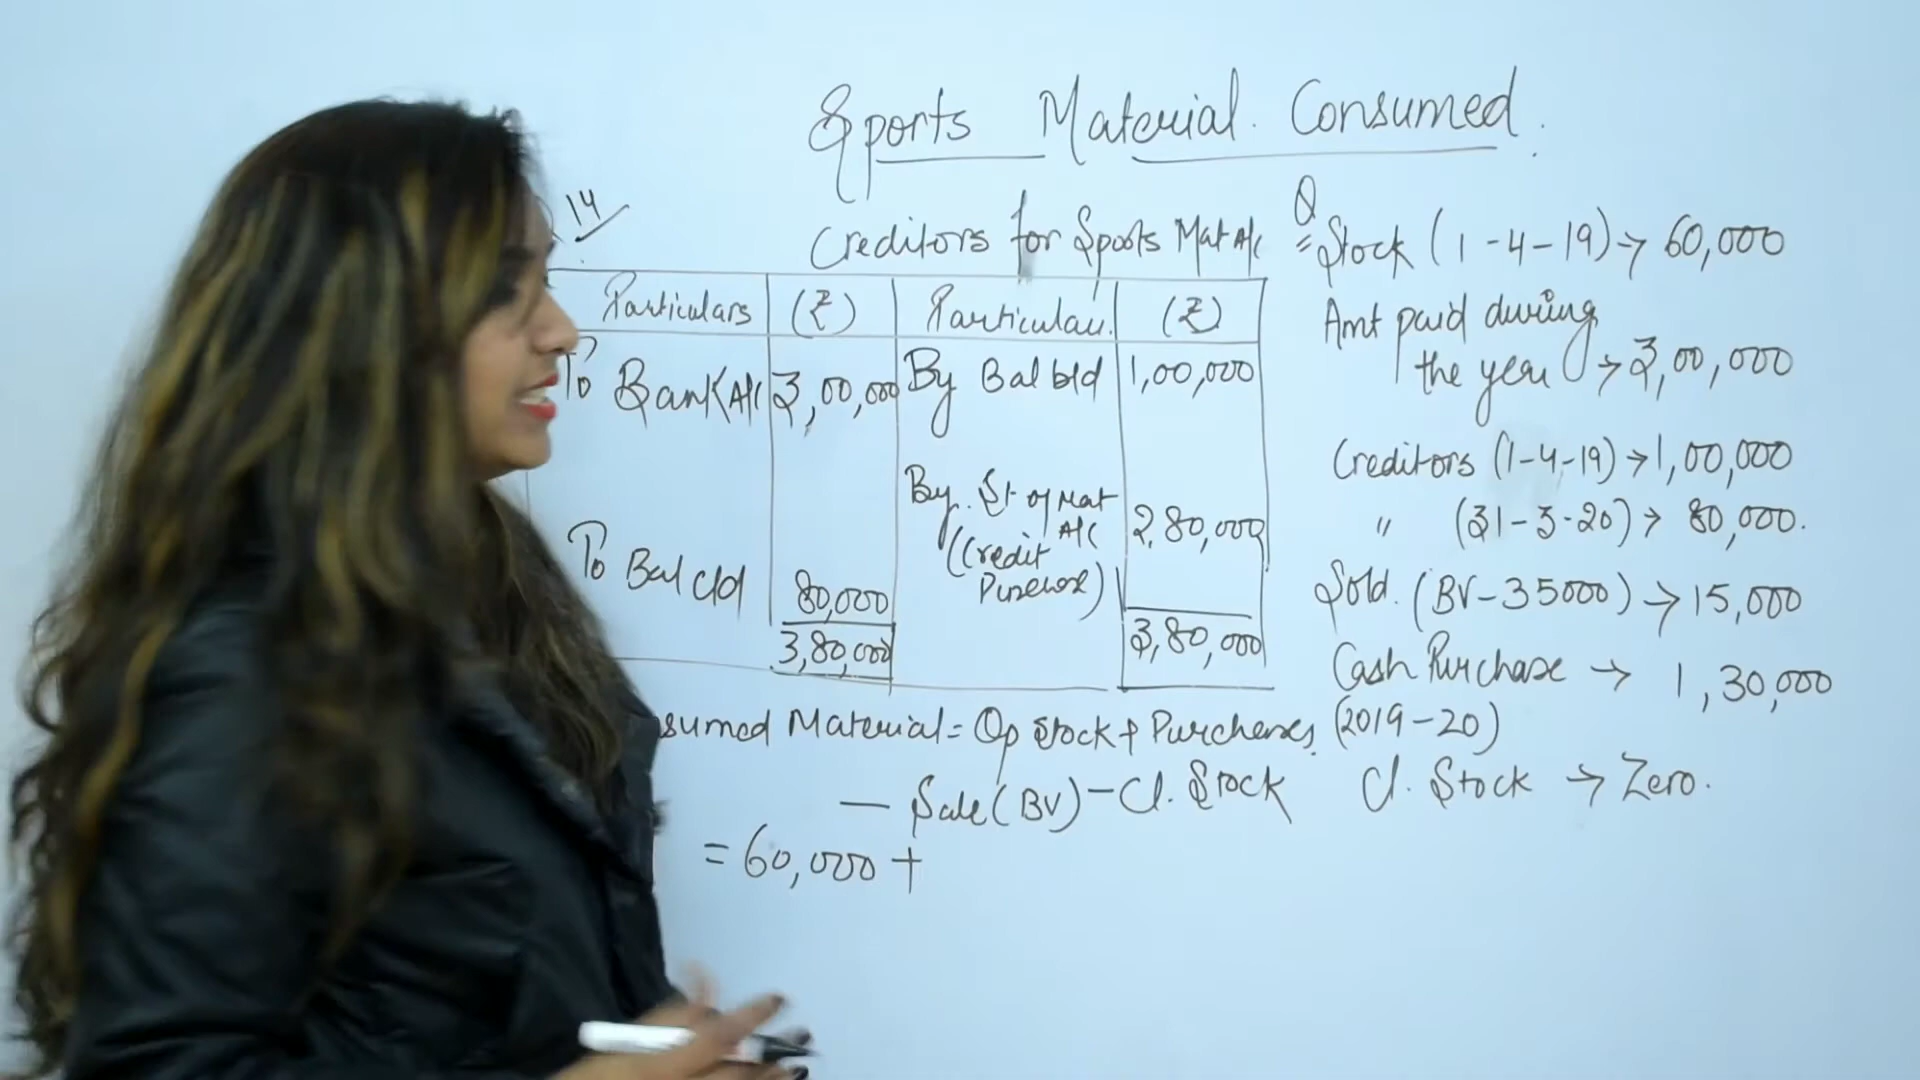 Sports Material Consumed.
14
Creditors for Sports Mat A/c
Particulars (₹) Particulars (₹)
To Bank A/c 3,00,000 By Bal b/d 1,00,000
By St of Mat A/c 2,80,000
(Credit
Purchase)
To Bal c/d 80,000
3,80,000 3,80,000
sumed Material = Op Stock + Purchases
- Sale (BV) - Cl. Stock
= 60,000 +
Q
= Stock (1-4-19) → 60,000
Amt paid during
the year → 3,00,000
Creditors (1-4-19) → 1,00,000
" (31-3-20) → 80,000.
Sold. (BV-35000) → 15,000
Cash Purchase → 1,30,000
(2019-20)
Cl. Stock → Zero.